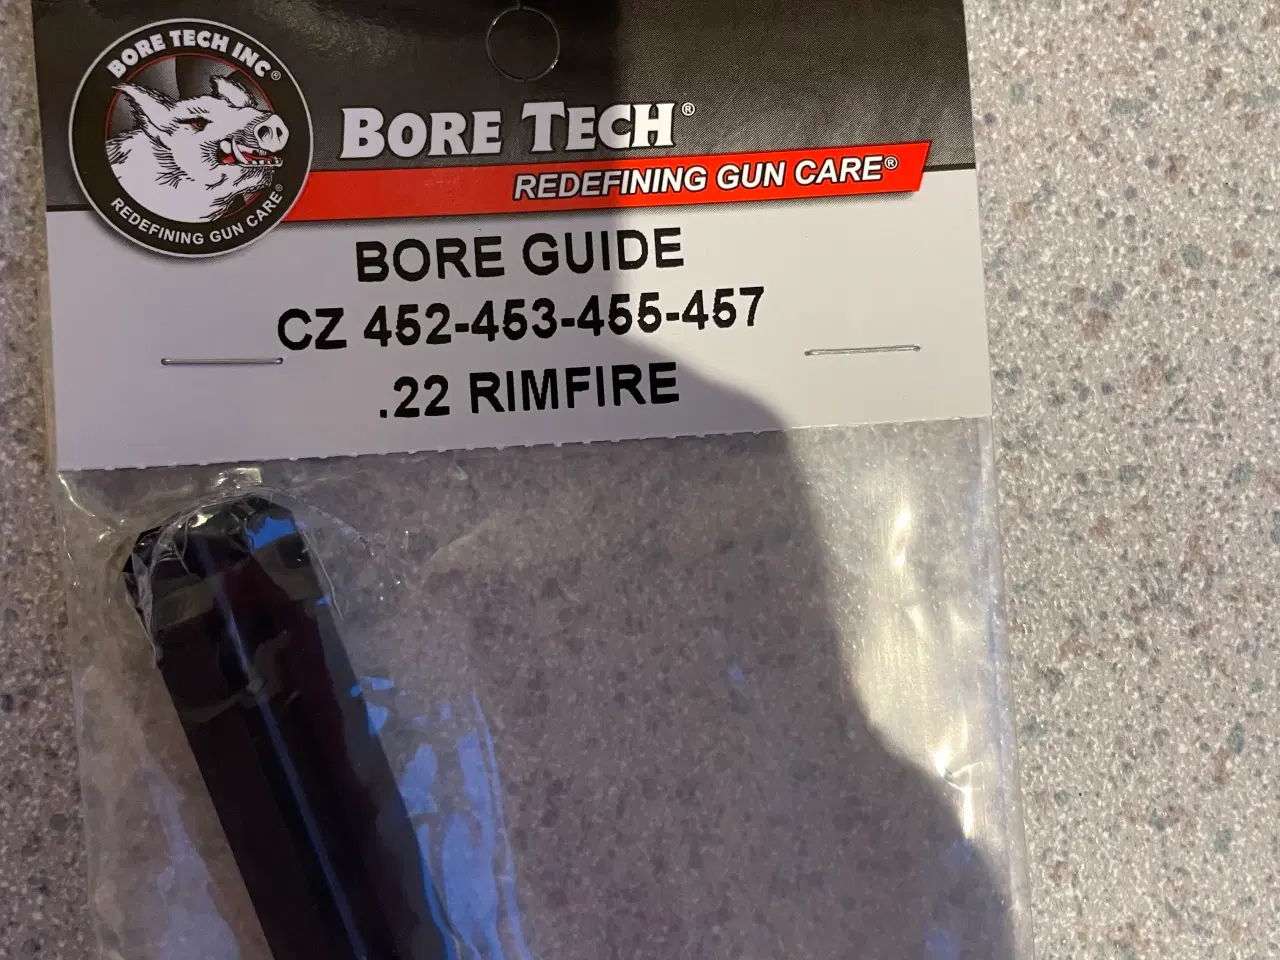 BORE TECH INC®
REDEFINING GUN CARE®
BORE TECH®
REDEFINING GUN CARE®
BORE GUIDE
CZ 452-453-455-457
.22 RIMFIRE